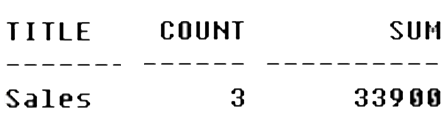 TITLE COUNT SUM
------- ------ ----------
Sales 3 33900